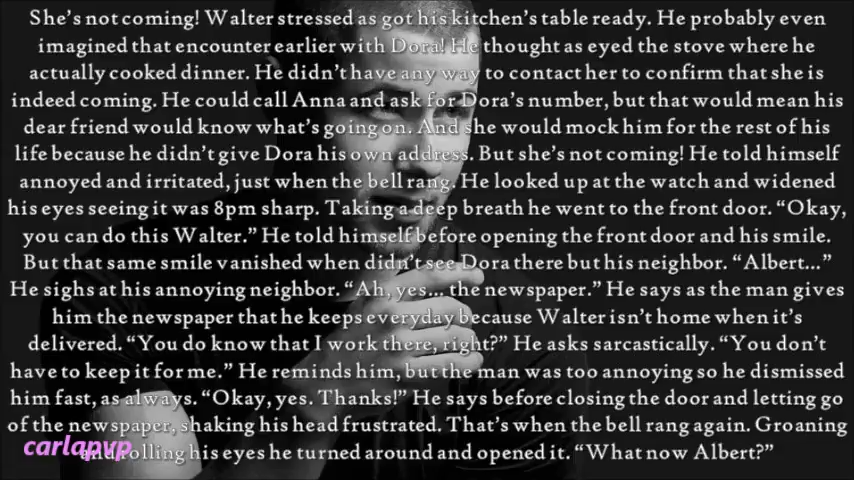 She's not coming! Walter stressed as got his kitchen's table ready. He probably even
imagined that encounter earlier with Dora! He thought as eyed the stove where he
actually cooked dinner. He didn't have any way to contact her to confirm that she is
indeed coming. He could call Anna and ask for Dora's number, but that would mean his
dear friend would know what's going on. And she would mock him for the rest of his
life because he didn't give Dora his own address. But she's not coming! He told himself
annoyed and irritated, just when the bell rang. He looked up at the watch and widened
his eyes seeing it was 8pm sharp. Taking a deep breath he went to the front door. “Okay,
you can do this Walter.” He told himself before opening the front door and his smile.
But that same smile vanished when didn't see Dora there but his neighbor. “Albert...”
He sighs at his annoying neighbor. “Ah, yes... the newspaper.” He says as the man gives
him the newspaper that he keeps everyday because Walter isn't home when it's
delivered. “You do know that I work there, right?” He asks sarcastically. “You don't
have to keep it for me.” He reminds him, but the man was too annoying so he dismissed
him fast, as always. “Okay, yes. Thanks!” He says before closing the door and letting go
of the newspaper, shaking his head frustrated. That's when the bell rang again. Groaning
and rolling his eyes he turned around and opened it. “What now Albert?”
carlapvp